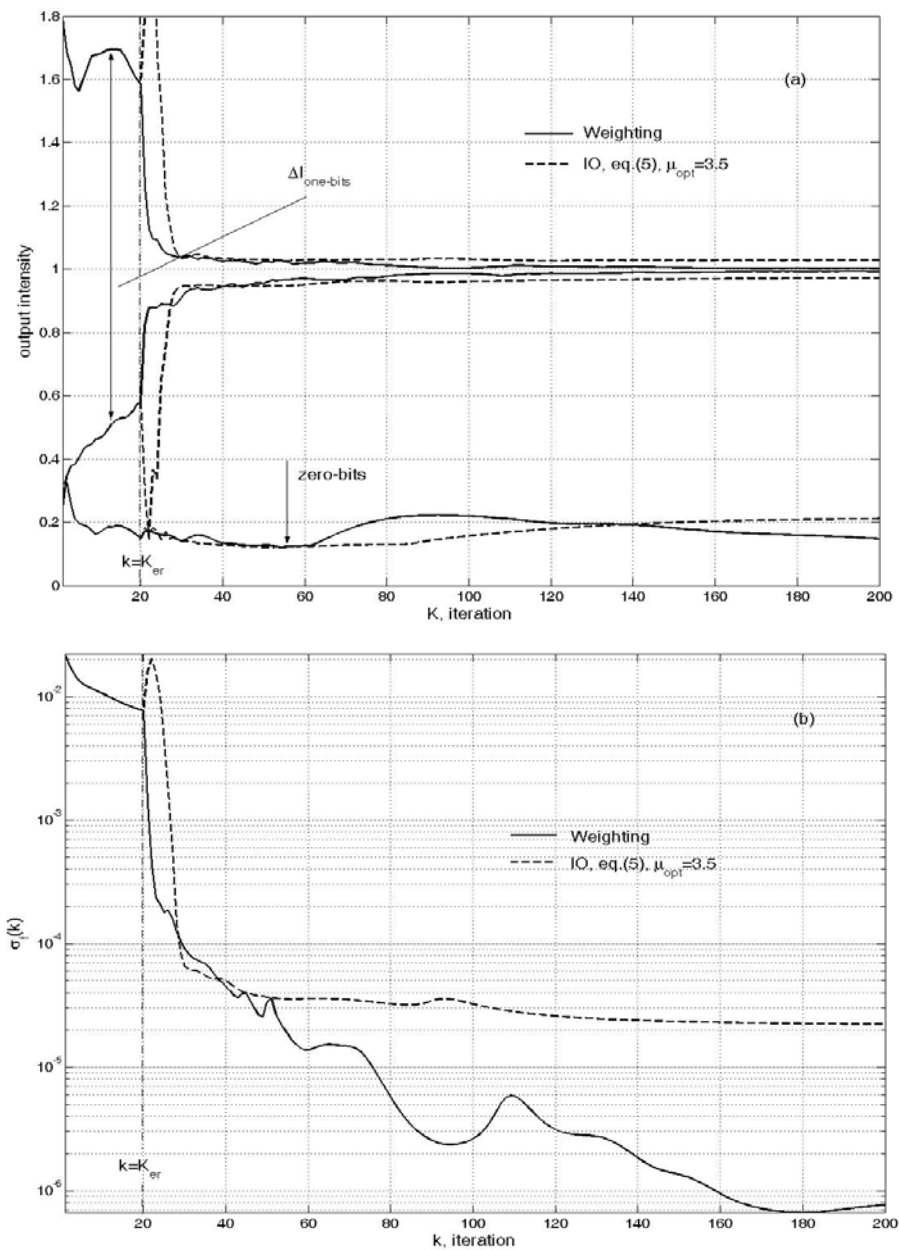 1.8
(a)
1.6
Weighting
1.4
IO, eq.(5), μopt=3.5
ΔIone-bits
1.2
output intensity
1
0.8
0.6
0.4
zero-bits
0.2
k=Ker
0
20 40 60 80 100 120 140 160 180 200
K, iteration
10-2
(b)
10-3
Weighting
IO, eq.(5), μopt=3.5
10-4
10-5
k=Ker
10-6
20 40 60 80 100 120 140 160 180 200
k, iteration